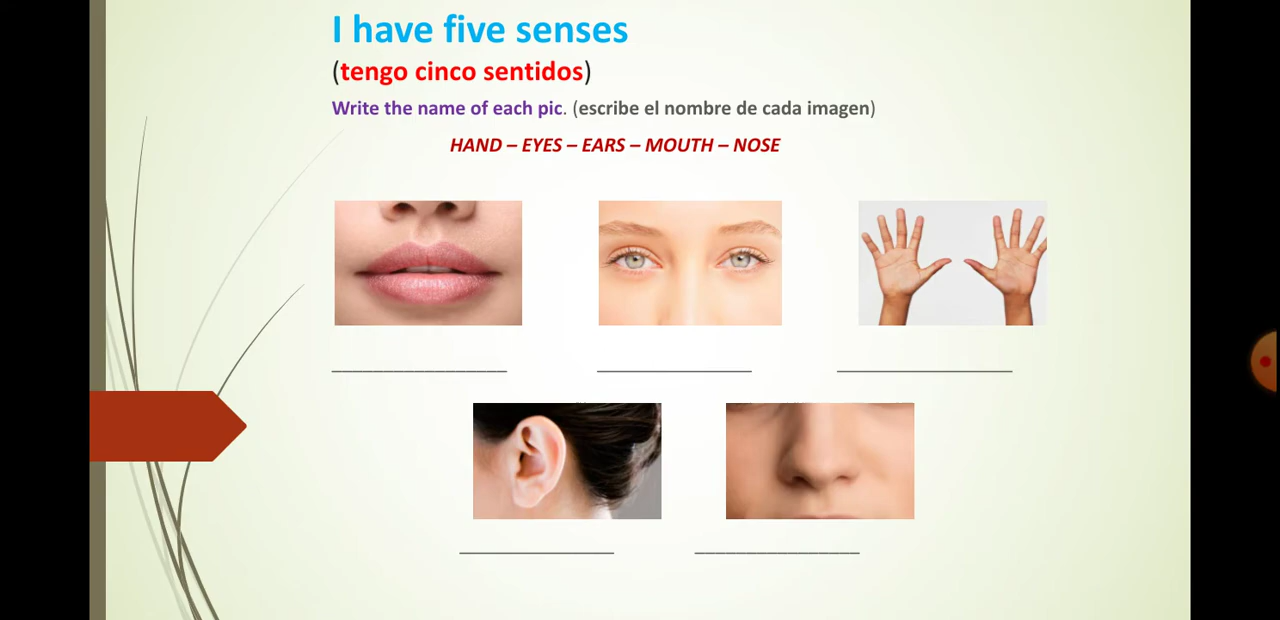 I have five senses
(tengo cinco sentidos)
Write the name of each pic. (escribe el nombre de cada imagen)
HAND – EYES – EARS – MOUTH – NOSE